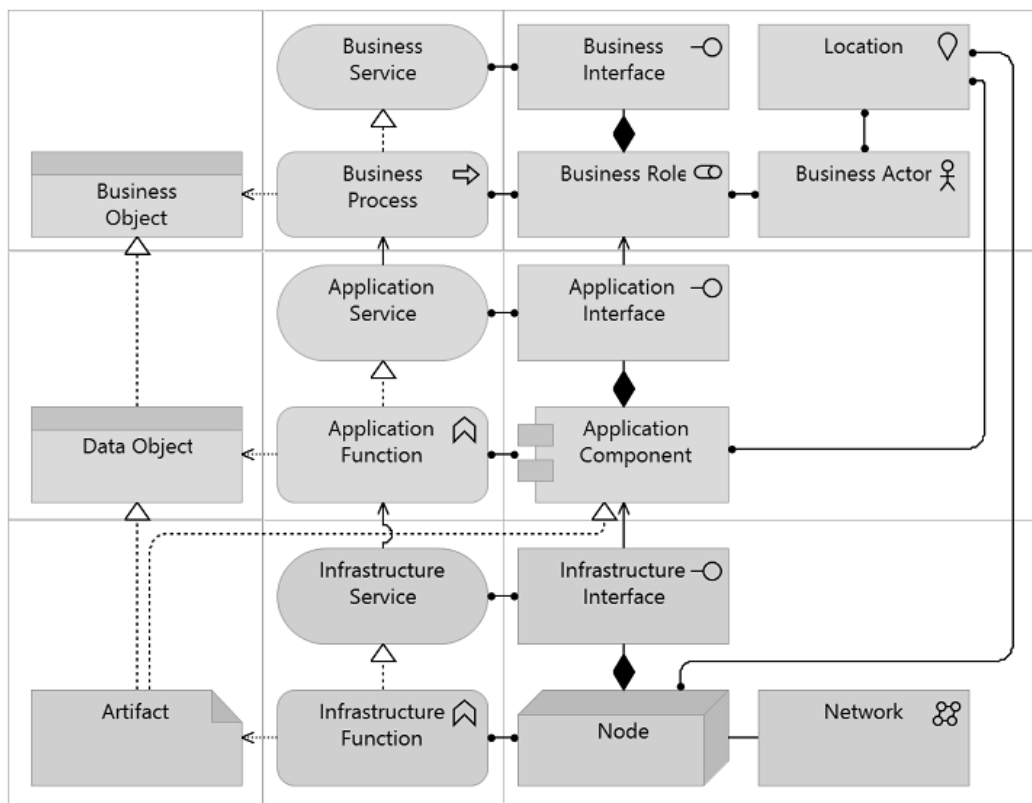 Business
Service
Business
Interface
Location
Business
Object
Business
Process
Business Role
Business Actor
Application
Service
Application
Interface
Data Object
Application
Function
Application
Component
Infrastructure
Service
Infrastructure
Interface
Artifact
Infrastructure
Function
Node
Network